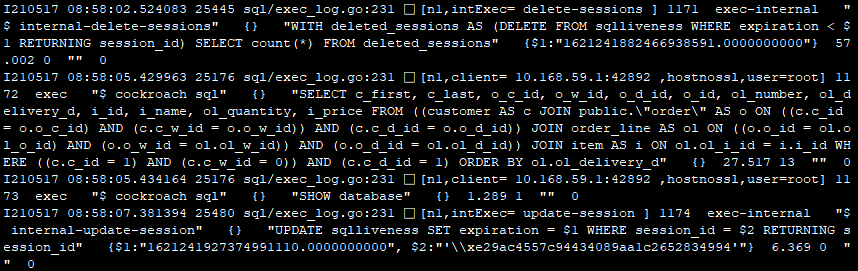 I210517 08:58:02.524083 25445 sql/exec_log.go:231 ⋮ [n1,intExec=‹delete-sessions›] 1171  exec-internal   "
$ internal-delete-sessions"   {}   "WITH deleted_sessions AS (DELETE FROM sqlliveness WHERE expiration < $
1 RETURNING session_id) SELECT count(*) FROM deleted_sessions"   {$1:"1621241882466938591.0000000000"}  57
.002 0  ""  0
I210517 08:58:05.429963 25176 sql/exec_log.go:231 ⋮ [n1,client=‹10.168.59.1:42892›,hostnossl,user=root] 11
72  exec   "$ cockroach sql"   {}   "SELECT c_first, c_last, o_c_id, o_w_id, o_d_id, o_id, ol_number, ol_d
elivery_d, i_id, i_name, ol_quantity, i_price FROM ((customer AS c JOIN public.\"order\" AS o ON ((c.c_id
= o.o_c_id) AND (c.c_w_id = o.o_w_id)) AND (c.c_d_id = o.o_d_id)) JOIN order_line AS ol ON ((o.o_id = ol.o
l_o_id) AND (o.o_w_id = ol.ol_w_id)) AND (o.o_d_id = ol.ol_d_id)) JOIN item AS i ON ol.ol_i_id = i.i_id WH
ERE ((c.c_id = 1) AND (c.c_w_id = 0)) AND (c.c_d_id = 1) ORDER BY ol.ol_delivery_d"   {}  27.517 13  ""  0
I210517 08:58:05.434164 25176 sql/exec_log.go:231 ⋮ [n1,client=‹10.168.59.1:42892›,hostnossl,user=root] 11
73  exec   "$ cockroach sql"   {}   "SHOW database"   {}  1.289 1  ""  0
I210517 08:58:07.381394 25480 sql/exec_log.go:231 ⋮ [n1,intExec=‹update-session›] 1174  exec-internal   "$
internal-update-session"   {}   "UPDATE sqlliveness SET expiration = $1 WHERE session_id = $2 RETURNING s
ession_id"  {$1:"1621241927374991110.0000000000", $2:"'\\xe29ac4557c94434089aa1c2652834994'"}  6.369 0  "
"  0